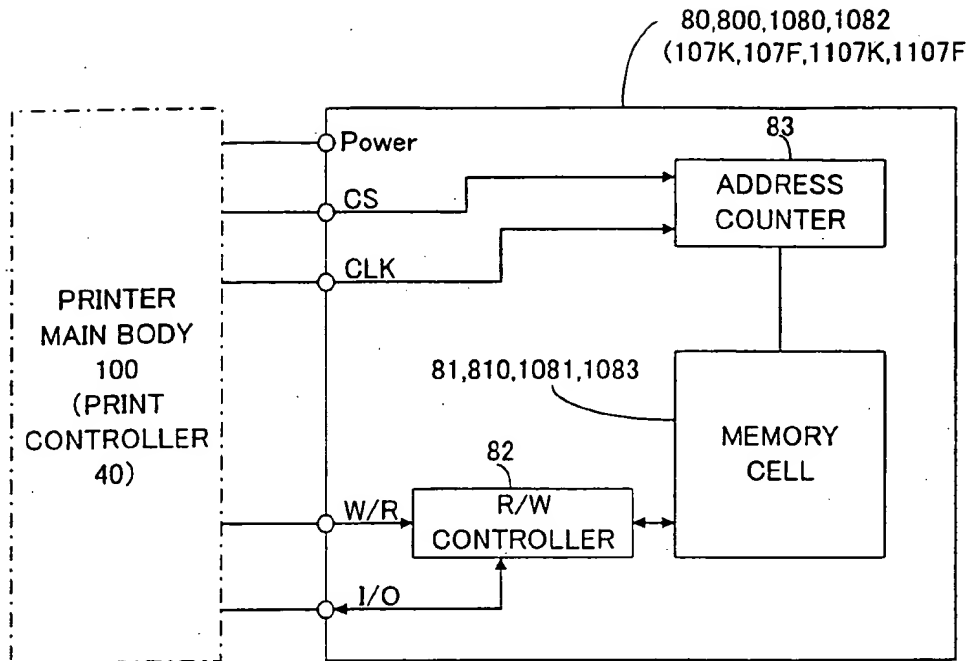 80,800,1080,1082
(107K,107F,1107K,1107F
Power
CS
CLK
83
ADDRESS
COUNTER
PRINTER
MAIN BODY
100
(PRINT
CONTROLLER
40)
81,810,1081,1083
MEMORY
CELL
82
R/W
CONTROLLER
W/R
I/O